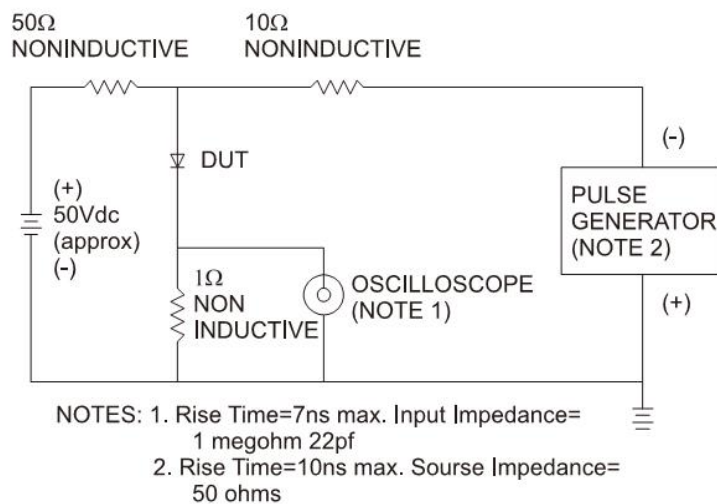 50Ω
NONINDUCTIVE
10Ω
NONINDUCTIVE
DUT
(+)
50Vdc
(approx)
(-)
1Ω
NON
INDUCTIVE
OSCILLOSCOPE
(NOTE 1)
(-)
PULSE
GENERATOR
(NOTE 2)
(+)
NOTES: 1. Rise Time=7ns max. Input Impedance=
1 megohm 22pf
2. Rise Time=10ns max. Sourse Impedance=
50 ohms